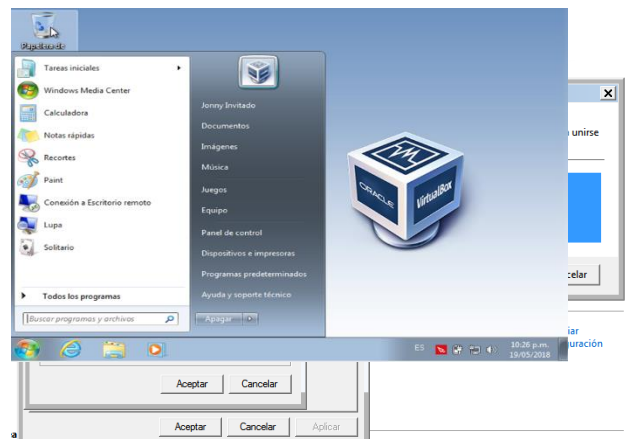 Papelera de
Tareas iniciales
Windows Media Center
Calculadora
Notas rápidas
Recortes
Paint
Conexión a Escritorio remoto
Lupa
Solitario
Todos los programas
Buscar programas y archivos
Jonny Invitado
Documentos
Imágenes
Música
Juegos
Equipo
Panel de control
Dispositivos e impresoras
Programas predeterminados
Ayuda y soporte técnico
Apagar
ORACLE
VirtualBox
unirse
celar
iar
uración
ES
10:26 p.m.
19/05/2018
Aceptar Cancelar
Aceptar Cancelar Aplicar